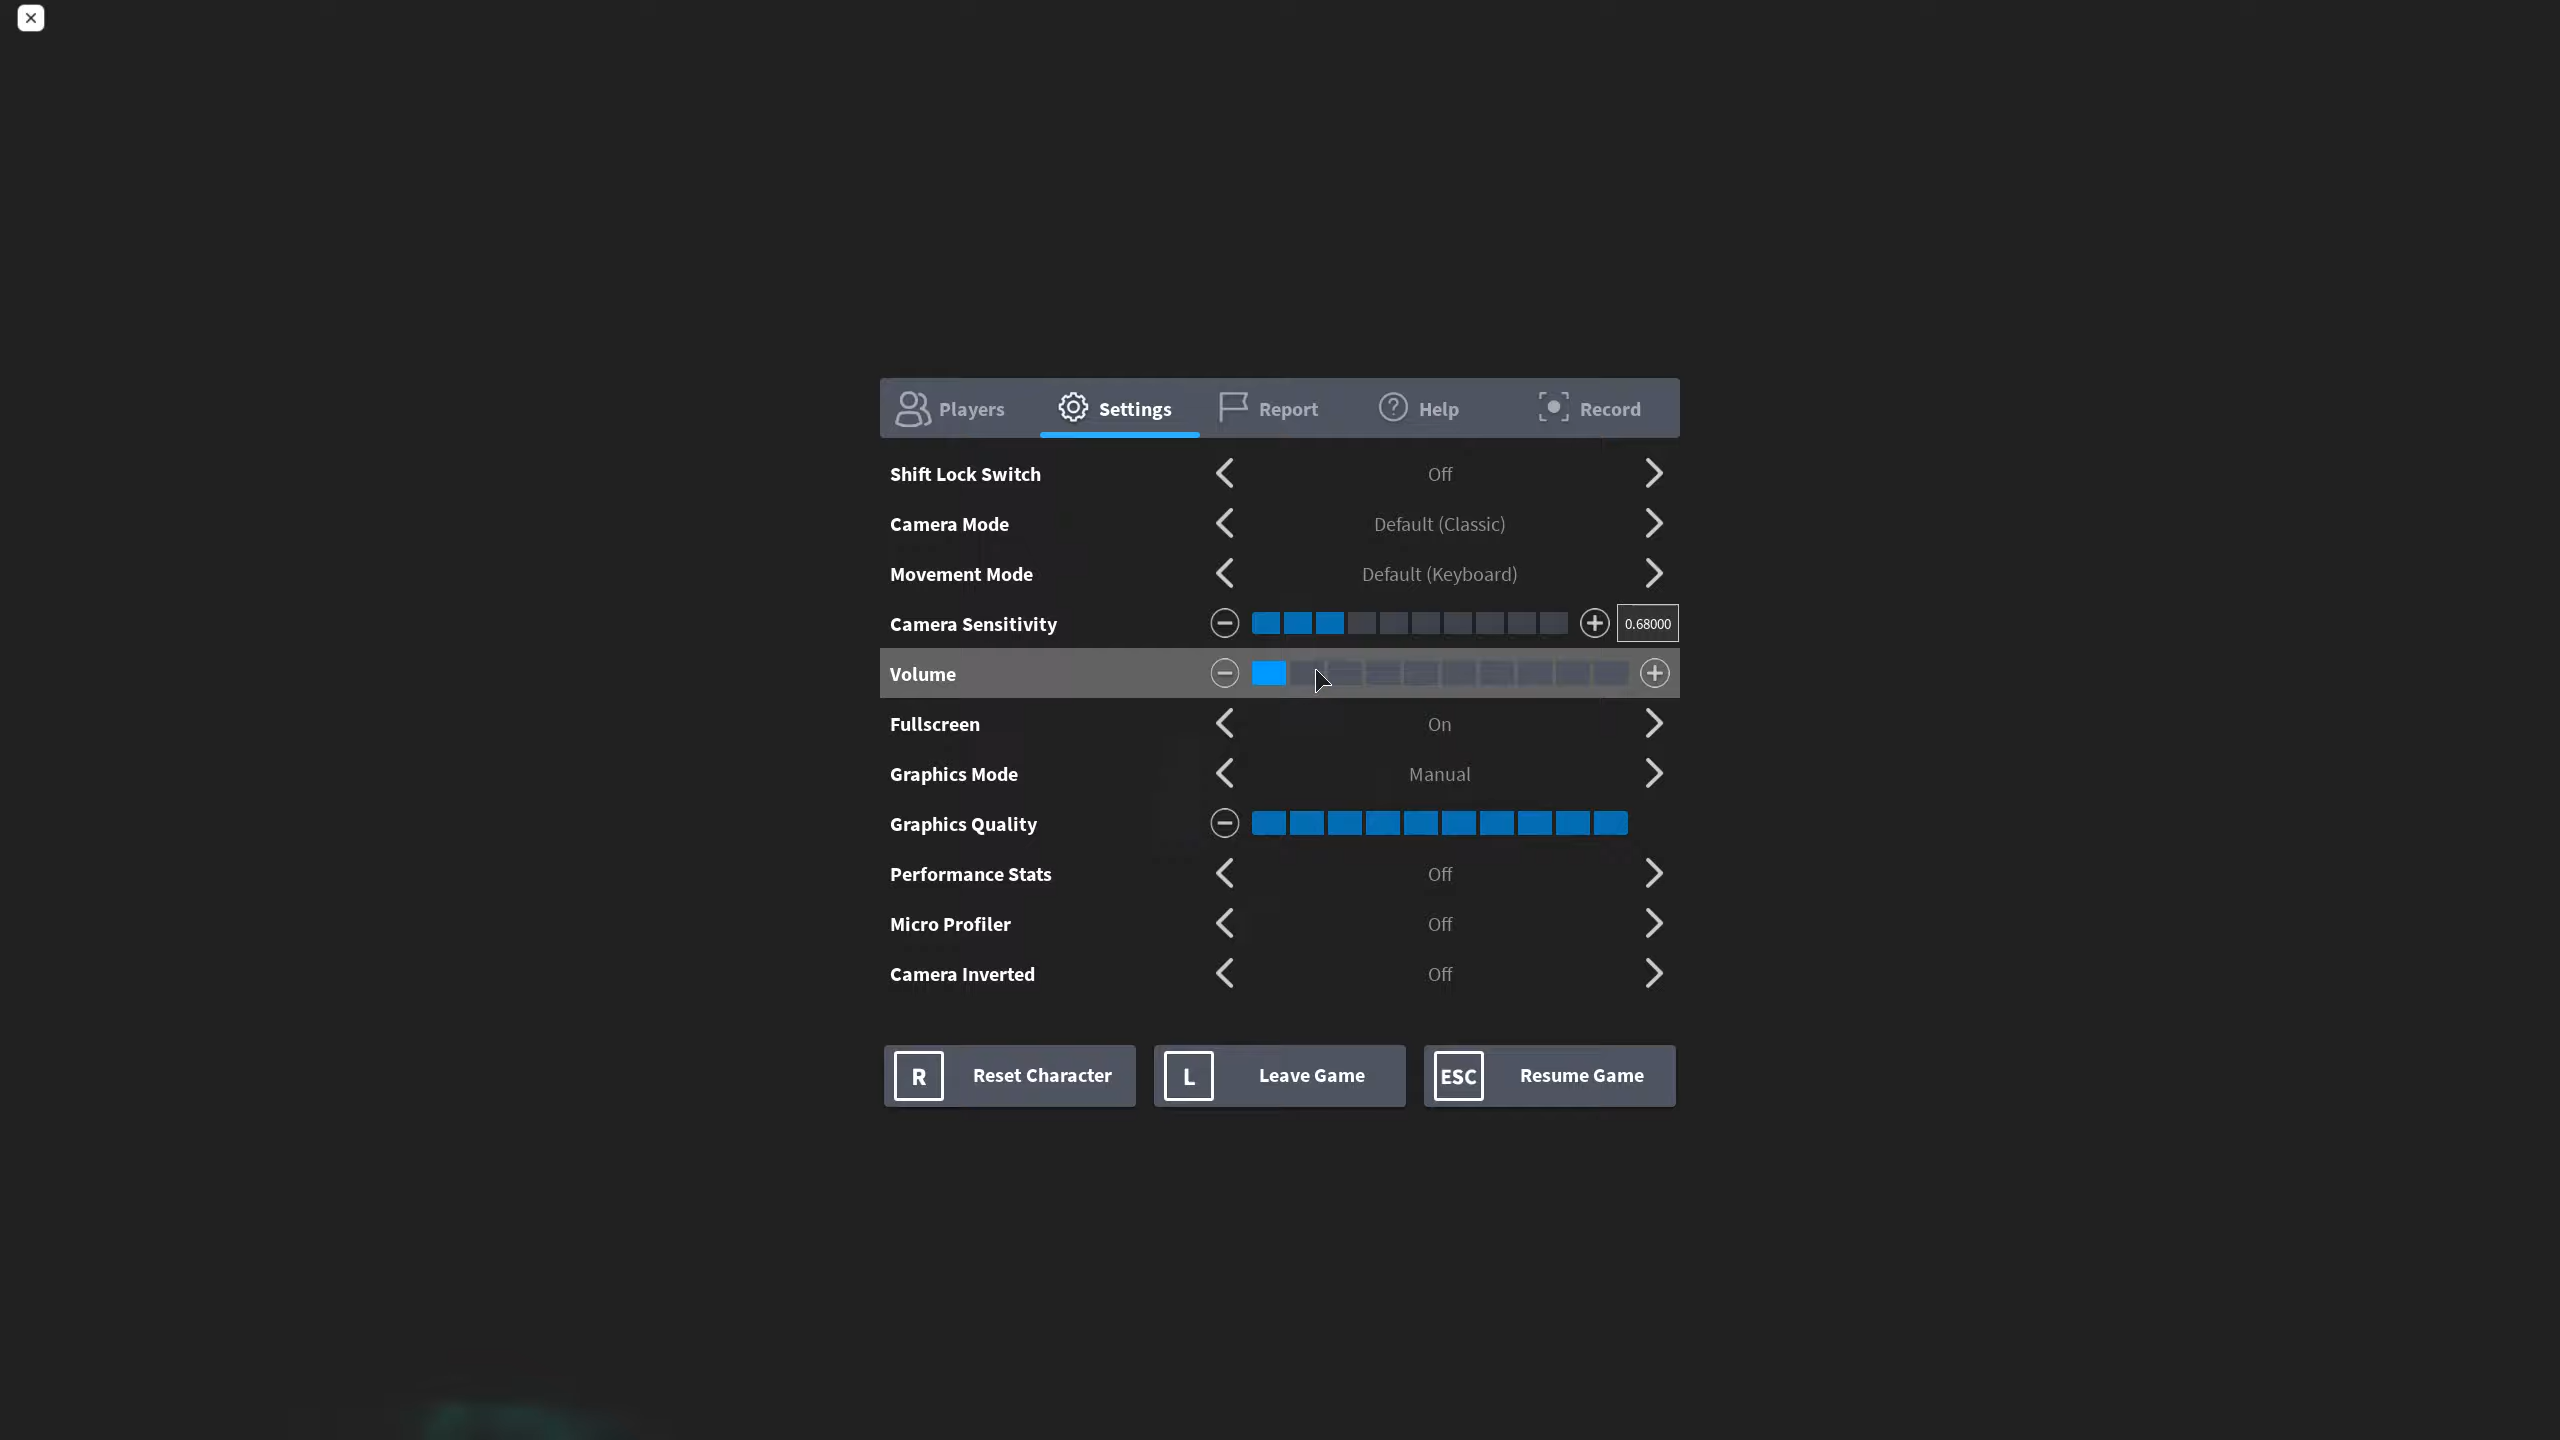 Players Settings Report Help Record
Shift Lock Switch Off
Camera Mode Default (Classic)
Movement Mode Default (Keyboard)
Camera Sensitivity 0.68000
Volume
Fullscreen On
Graphics Mode Manual
Graphics Quality
Performance Stats Off
Micro Profiler Off
Camera Inverted Off
R Reset Character L Leave Game ESC Resume Game